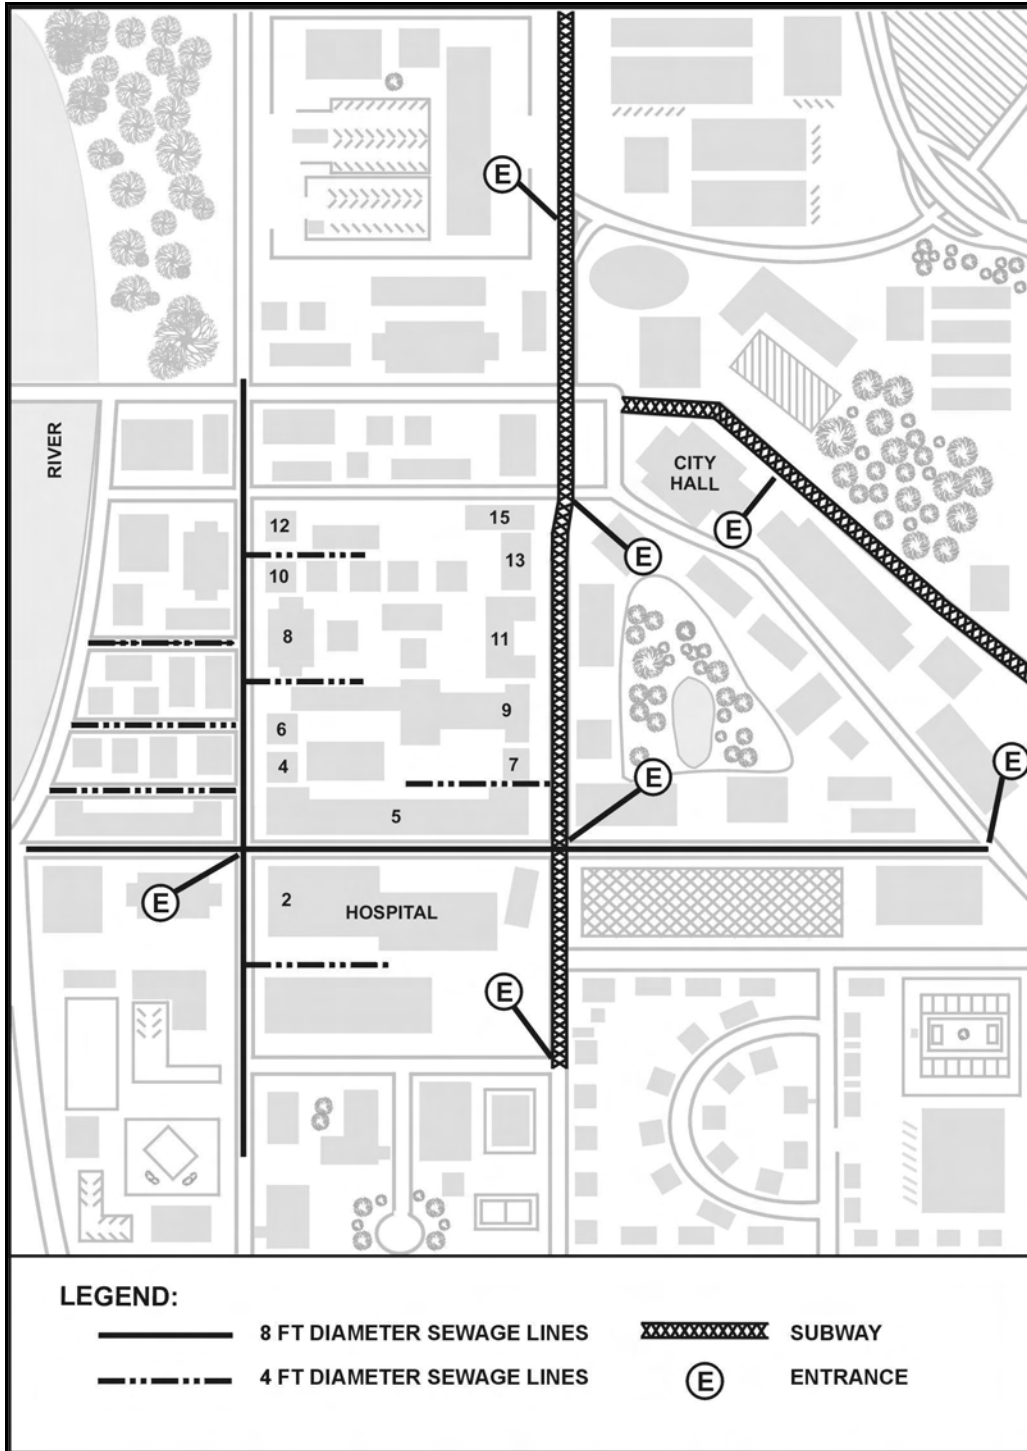 E
RIVER
CITY
HALL
E
12
15
E
10
13
8
11
9
6
4
7
E
E
5
E
2
HOSPITAL
E
LEGEND:
8 FT DIAMETER SEWAGE LINES
SUBWAY
4 FT DIAMETER SEWAGE LINES
E
ENTRANCE